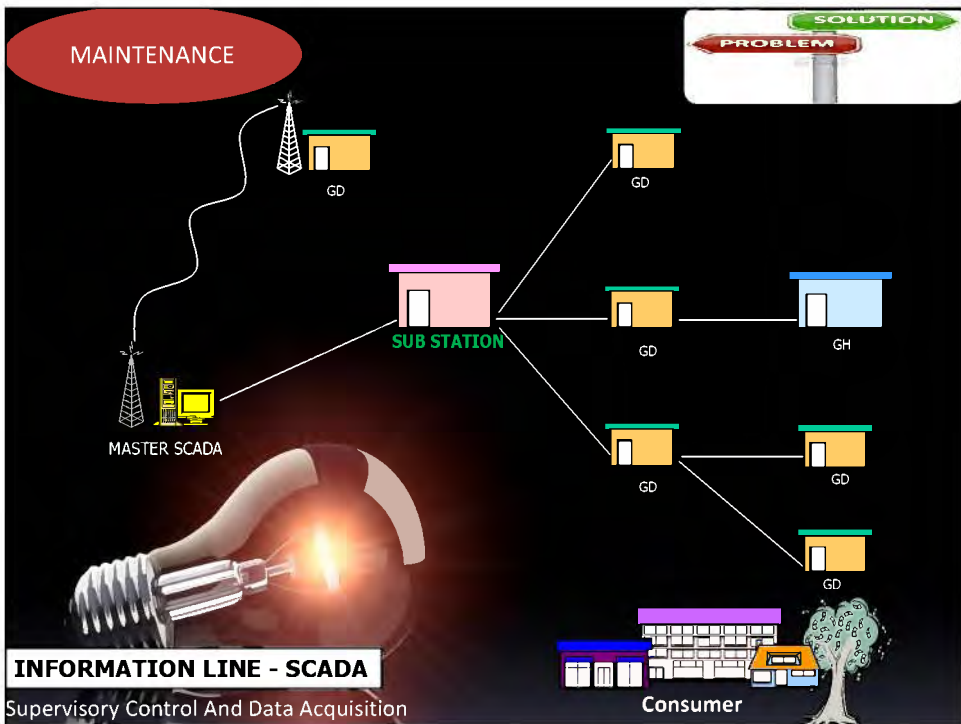 MAINTENANCE
SOLUTION
PROBLEM
GD
GD
SUB STATION
GD
GH
MASTER SCADA
GD
GD
GD
INFORMATION LINE - SCADA
Supervisory Control And Data Acquisition
Consumer